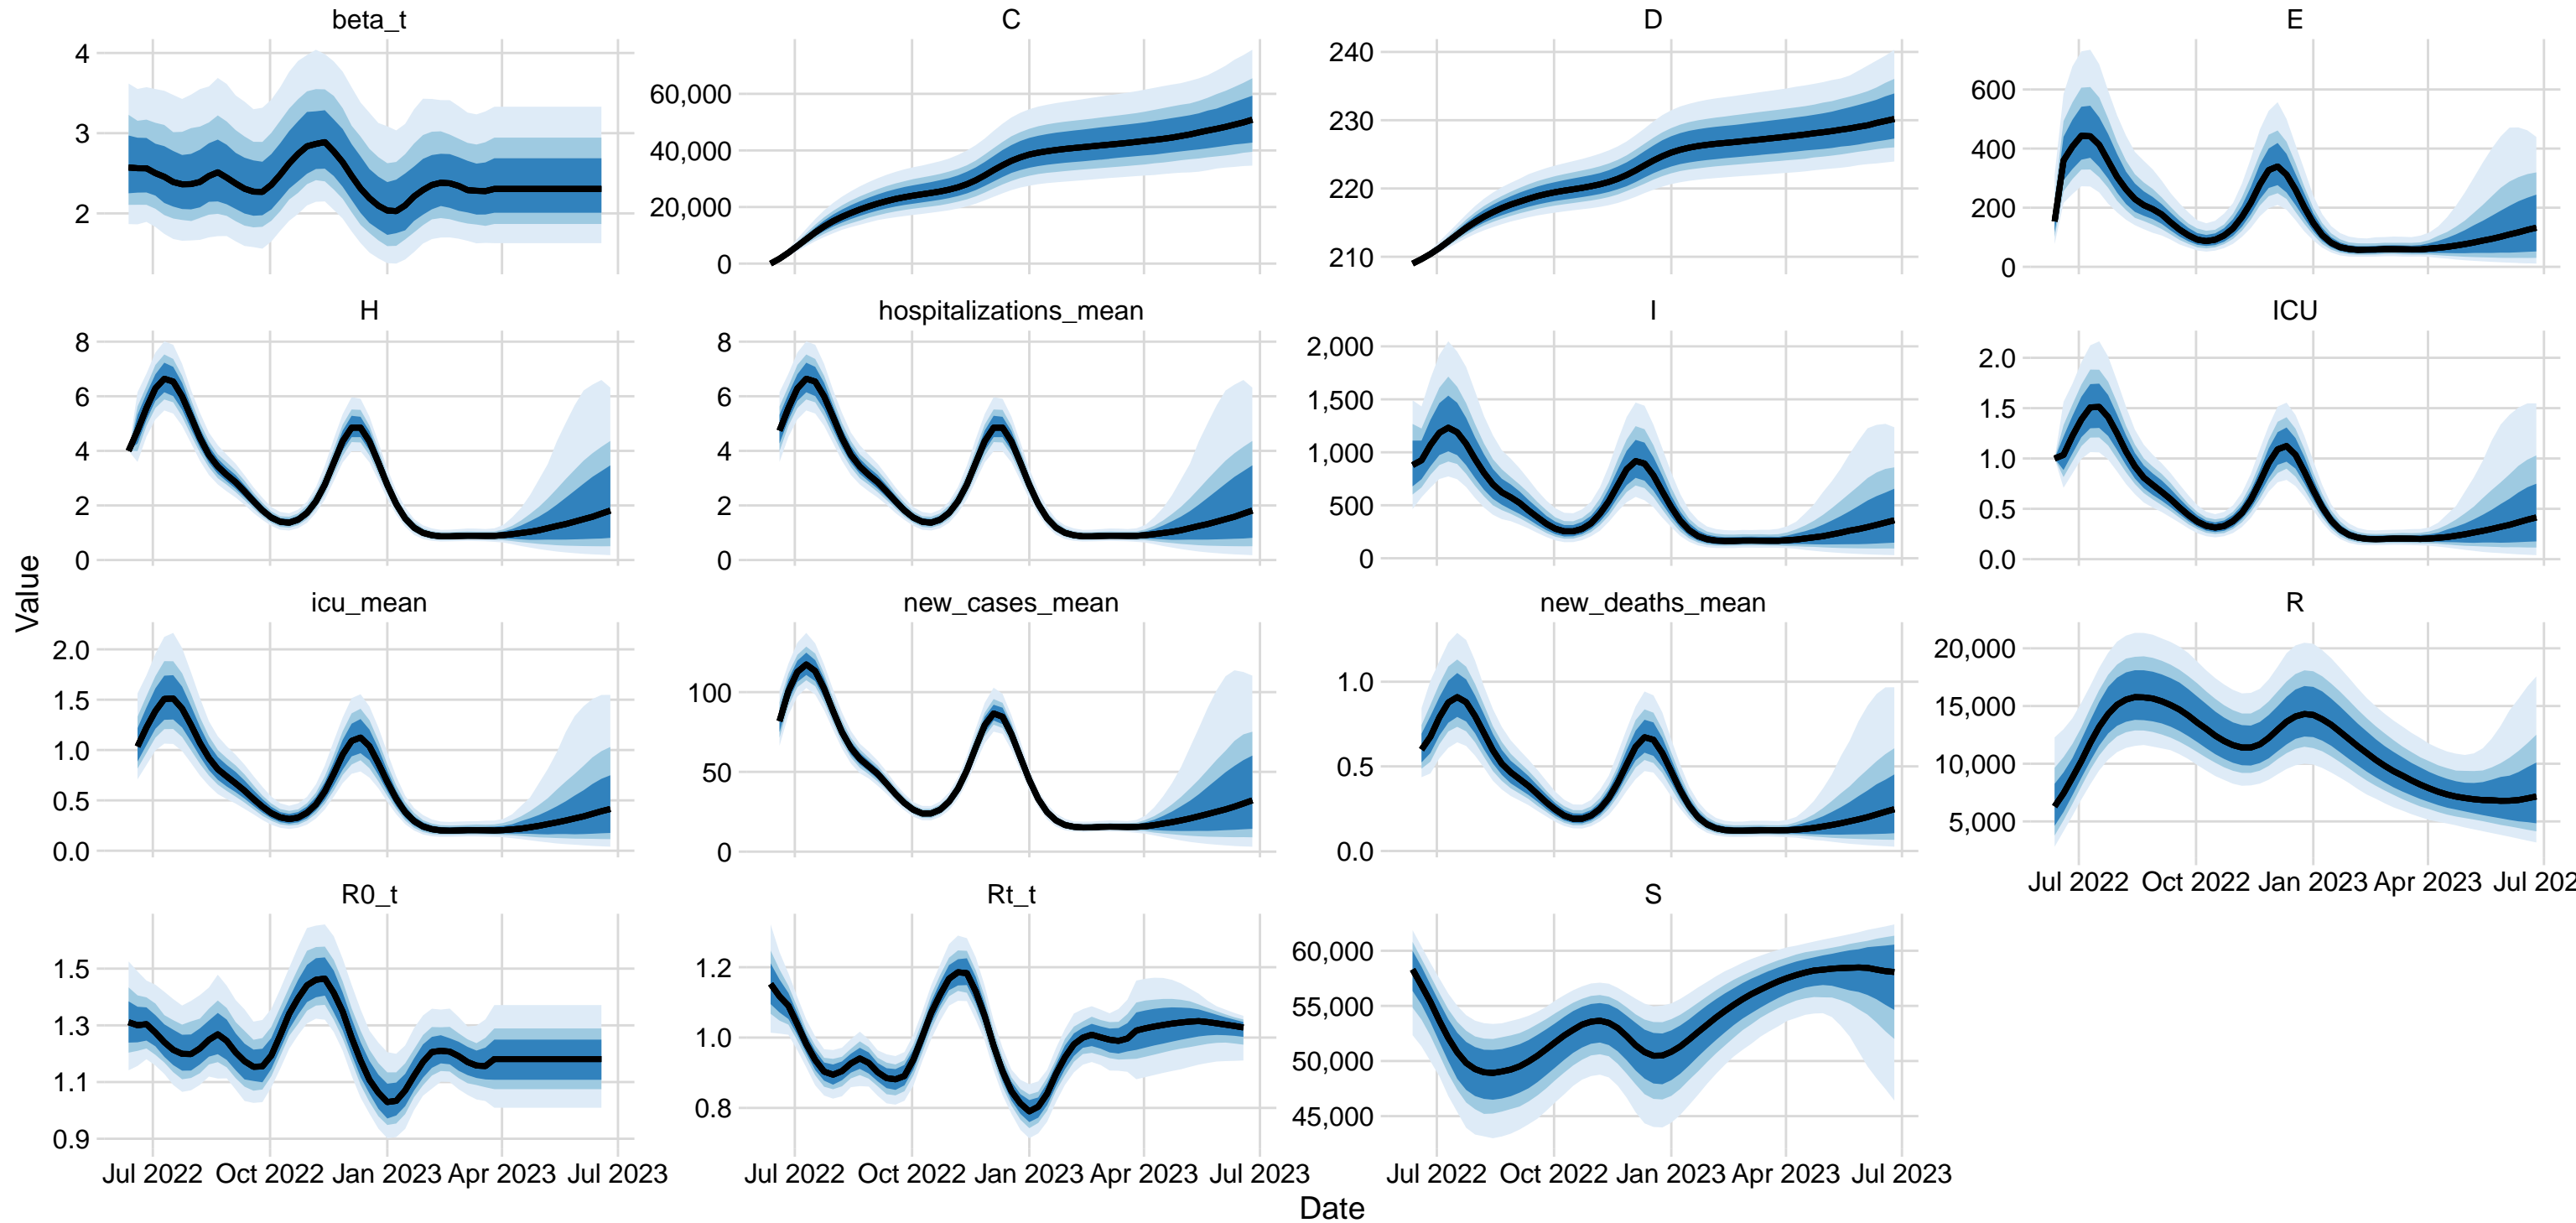 beta_t
C
D
E
4
3
2
60,000
40,000
20,000
0
240
230
220
210
600
400
200
0
H
hospitalizations_mean
I
ICU
8
6
4
2
0
8
6
4
2
0
2,000
1,500
1,000
500
0
2.0
1.5
1.0
0.5
0.0
Value
icu_mean
new_cases_mean
new_deaths_mean
R
2.0
1.5
1.0
0.5
0.0
100
50
0
1.0
0.5
0.0
20,000
15,000
10,000
5,000
Jul 2022 Oct 2022 Jan 2023 Apr 2023 Jul 202
R0_t
Rt_t
S
1.5
1.3
1.1
0.9
1.2
1.0
0.8
60,000
55,000
50,000
45,000
Jul 2022 Oct 2022 Jan 2023 Apr 2023 Jul 2023
Jul 2022 Oct 2022 Jan 2023 Apr 2023 Jul 2023
Jul 2022 Oct 2022 Jan 2023 Apr 2023 Jul 2023
Date